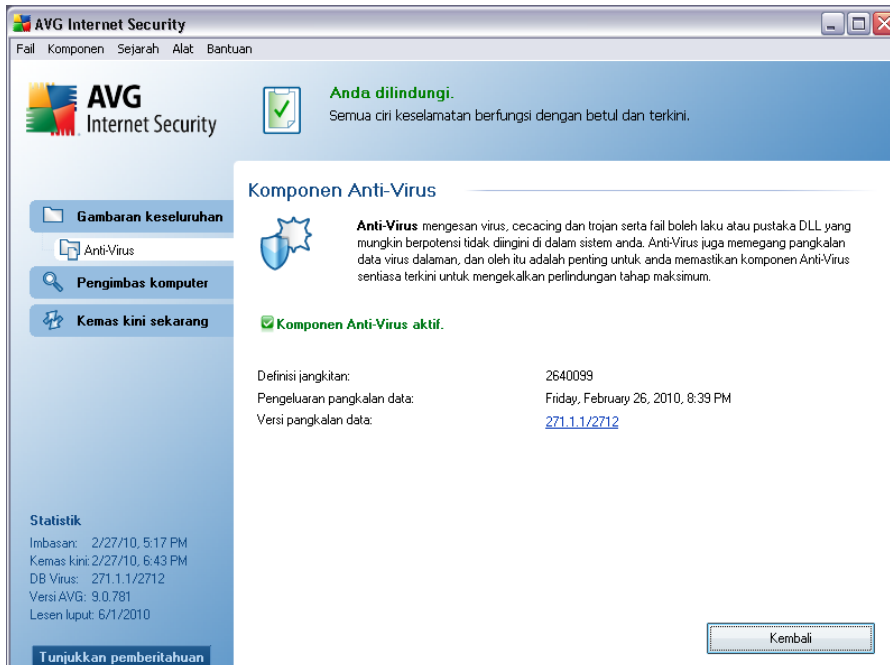 AVG Internet Security
Fail Komponen Sejarah Alat Bantuan
AVG
Internet Security
Anda dilindungi.
Semua ciri keselamatan berfungsi dengan betul dan terkini.
Gambaran keseluruhan
Anti-Virus
Pengimbas komputer
Kemas kini sekarang
Komponen Anti-Virus
Anti-Virus mengesan virus, cecacing dan trojan serta fail boleh laku atau pustaka DLL yang
mungkin berpotensi tidak diingini di dalam sistem anda. Anti-Virus juga memegang pangkalan
data virus dalaman, dan oleh itu adalah penting untuk anda memastikan komponen Anti-Virus
sentiasa terkini untuk mengekalkan perlindungan tahap maksimum.
Komponen Anti-Virus aktif.
Definisi jangkitan: 2640099
Pengeluaran pangkalan data: Friday, February 26, 2010, 8:39 PM
Versi pangkalan data: 271.1.1/2712
Statistik
Imbasan: 2/27/10, 5:17 PM
Kemas kini: 2/27/10, 6:43 PM
DB Virus: 271.1.1/2712
Versi AVG: 9.0.781
Lesen luput: 6/1/2010
Tunjukkan pemberitahuan
Kembali